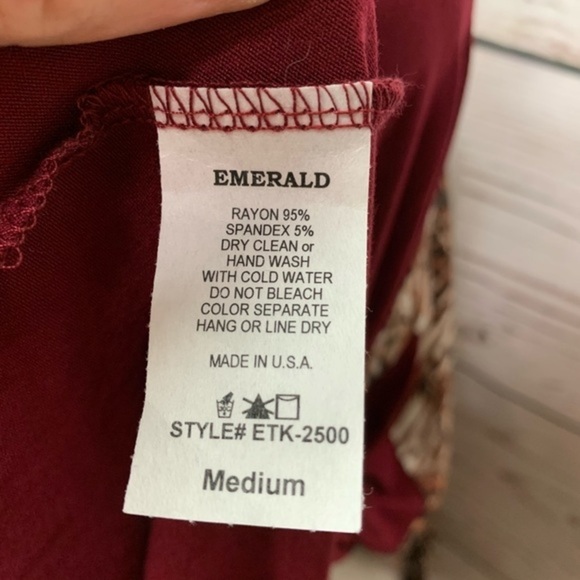 EMERALD
RAYON 95%
SPANDEX 5%
DRY CLEAN or
HAND WASH
WITH COLD WATER
DO NOT BLEACH
COLOR SEPARATE
HANG OR LINE DRY
MADE IN U.S.A.
STYLE# ETK-2500
Medium